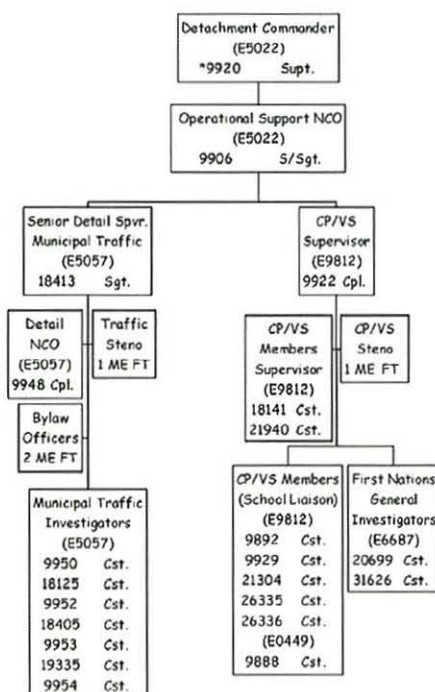 Detachment Commander
(E5022)
*9920 Supt.
Operational Support NCO
(E5022)
9906 S/Sgt.
Senior Detail Spvr.
Municipal Traffic
(E5057)
18413 Sgt.
CP/VS
Supervisor
(E9812)
9922 Cpl.
Detail
NCO
(E5057)
9948 Cpl.
Traffic
Steno
1 ME FT
CP/VS
Members
Supervisor
(E9812)
18141 Cst.
21940 Cst.
CP/VS
Steno
1 ME FT
Bylaw
Officers
2 ME FT
Municipal Traffic
Investigators
(E5057)
9950 Cst.
18125 Cst.
9952 Cst.
18405 Cst.
9953 Cst.
19335 Cst.
9954 Cst.
CP/VS Members
(School Liaison)
(E9812)
9892 Cst.
9929 Cst.
21304 Cst.
26335 Cst.
26336 Cst.
(E0449)
9888 Cst.
First Nations
General
Investigators
(E6687)
20699 Cst.
31626 Cst.